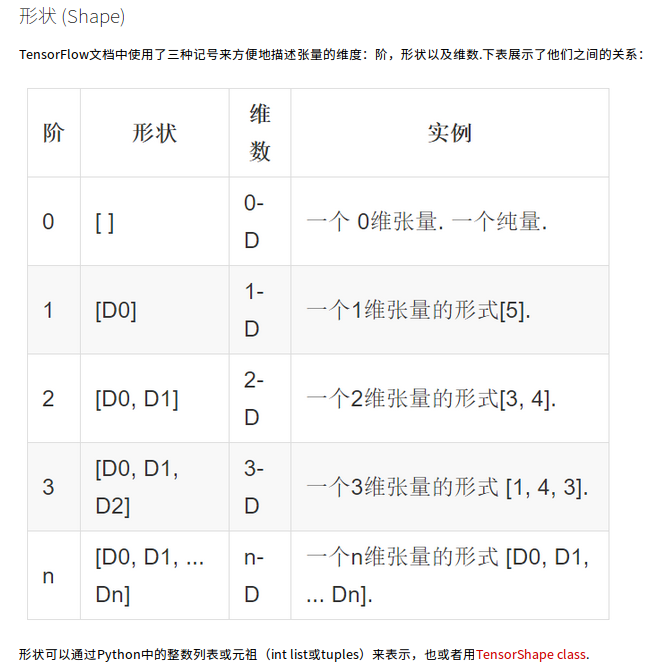 形状 (Shape)
TensorFlow文档中使用了三种记号来方便地描述张量的维度：阶，形状以及维数.下表展示了他们之间的关系：
阶 形状 维数 实例
0 [ ] 0-D 一个 0维张量. 一个纯量.
1 [D0] 1-D 一个1维张量的形式[5].
2 [D0, D1] 2-D 一个2维张量的形式[3, 4].
3 [D0, D1, D2] 3-D 一个3维张量的形式 [1, 4, 3].
n [D0, D1, ... Dn] n-D 一个n维张量的形式 [D0, D1, ... Dn].
形状可以通过Python中的整数列表或元祖（int list或tuples）来表示，也或者用TensorShape class.